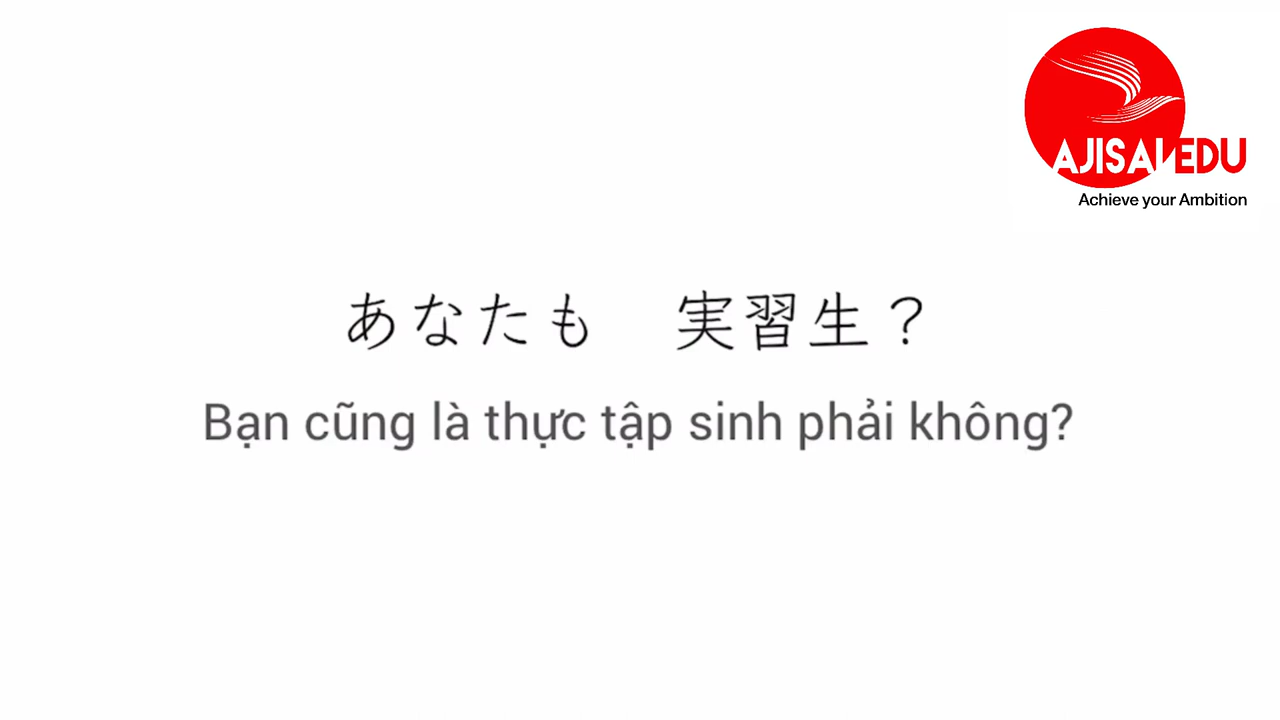 AJISAI EDU
Achieve your Ambition
あなたも　実習生？
Bạn cũng là thực tập sinh phải không?